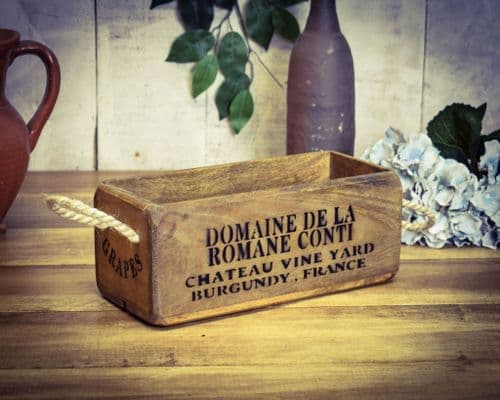 GRAPES
DOMAINE DE LA
ROMANE CONTI
CHATEAU VINE YARD
BURGUNDY, FRANCE